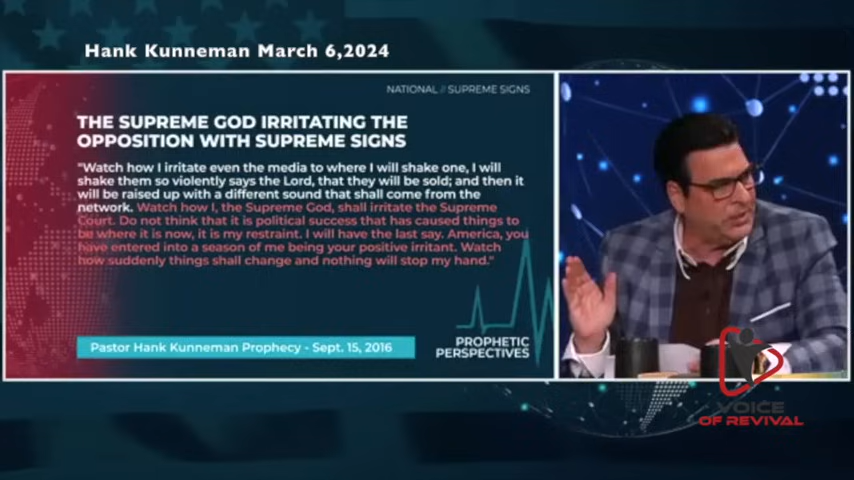 Hank Kunneman March 6,2024
NATIONAL // SUPREME SIGNS
THE SUPREME GOD IRRITATING THE
OPPOSITION WITH SUPREME SIGNS
"Watch how I irritate even the media to where I will shake one, I will
shake them so violently says the Lord, that they will be sold; and then it
will be raised up with a different sound that shall come from the
network. Watch how I, the Supreme God, shall irritate the Supreme
Court. Do not think that it is political success that has caused things to
be where it is now, it is my restraint. I will have the last say. America, you
have entered into a season of me being your positive irritant. Watch
how suddenly things shall change and nothing will stop my hand."
Pastor Hank Kunneman Prophecy - Sept. 15, 2016
PROPHETIC
PERSPECTIVES
VOICE
OF REVIVAL